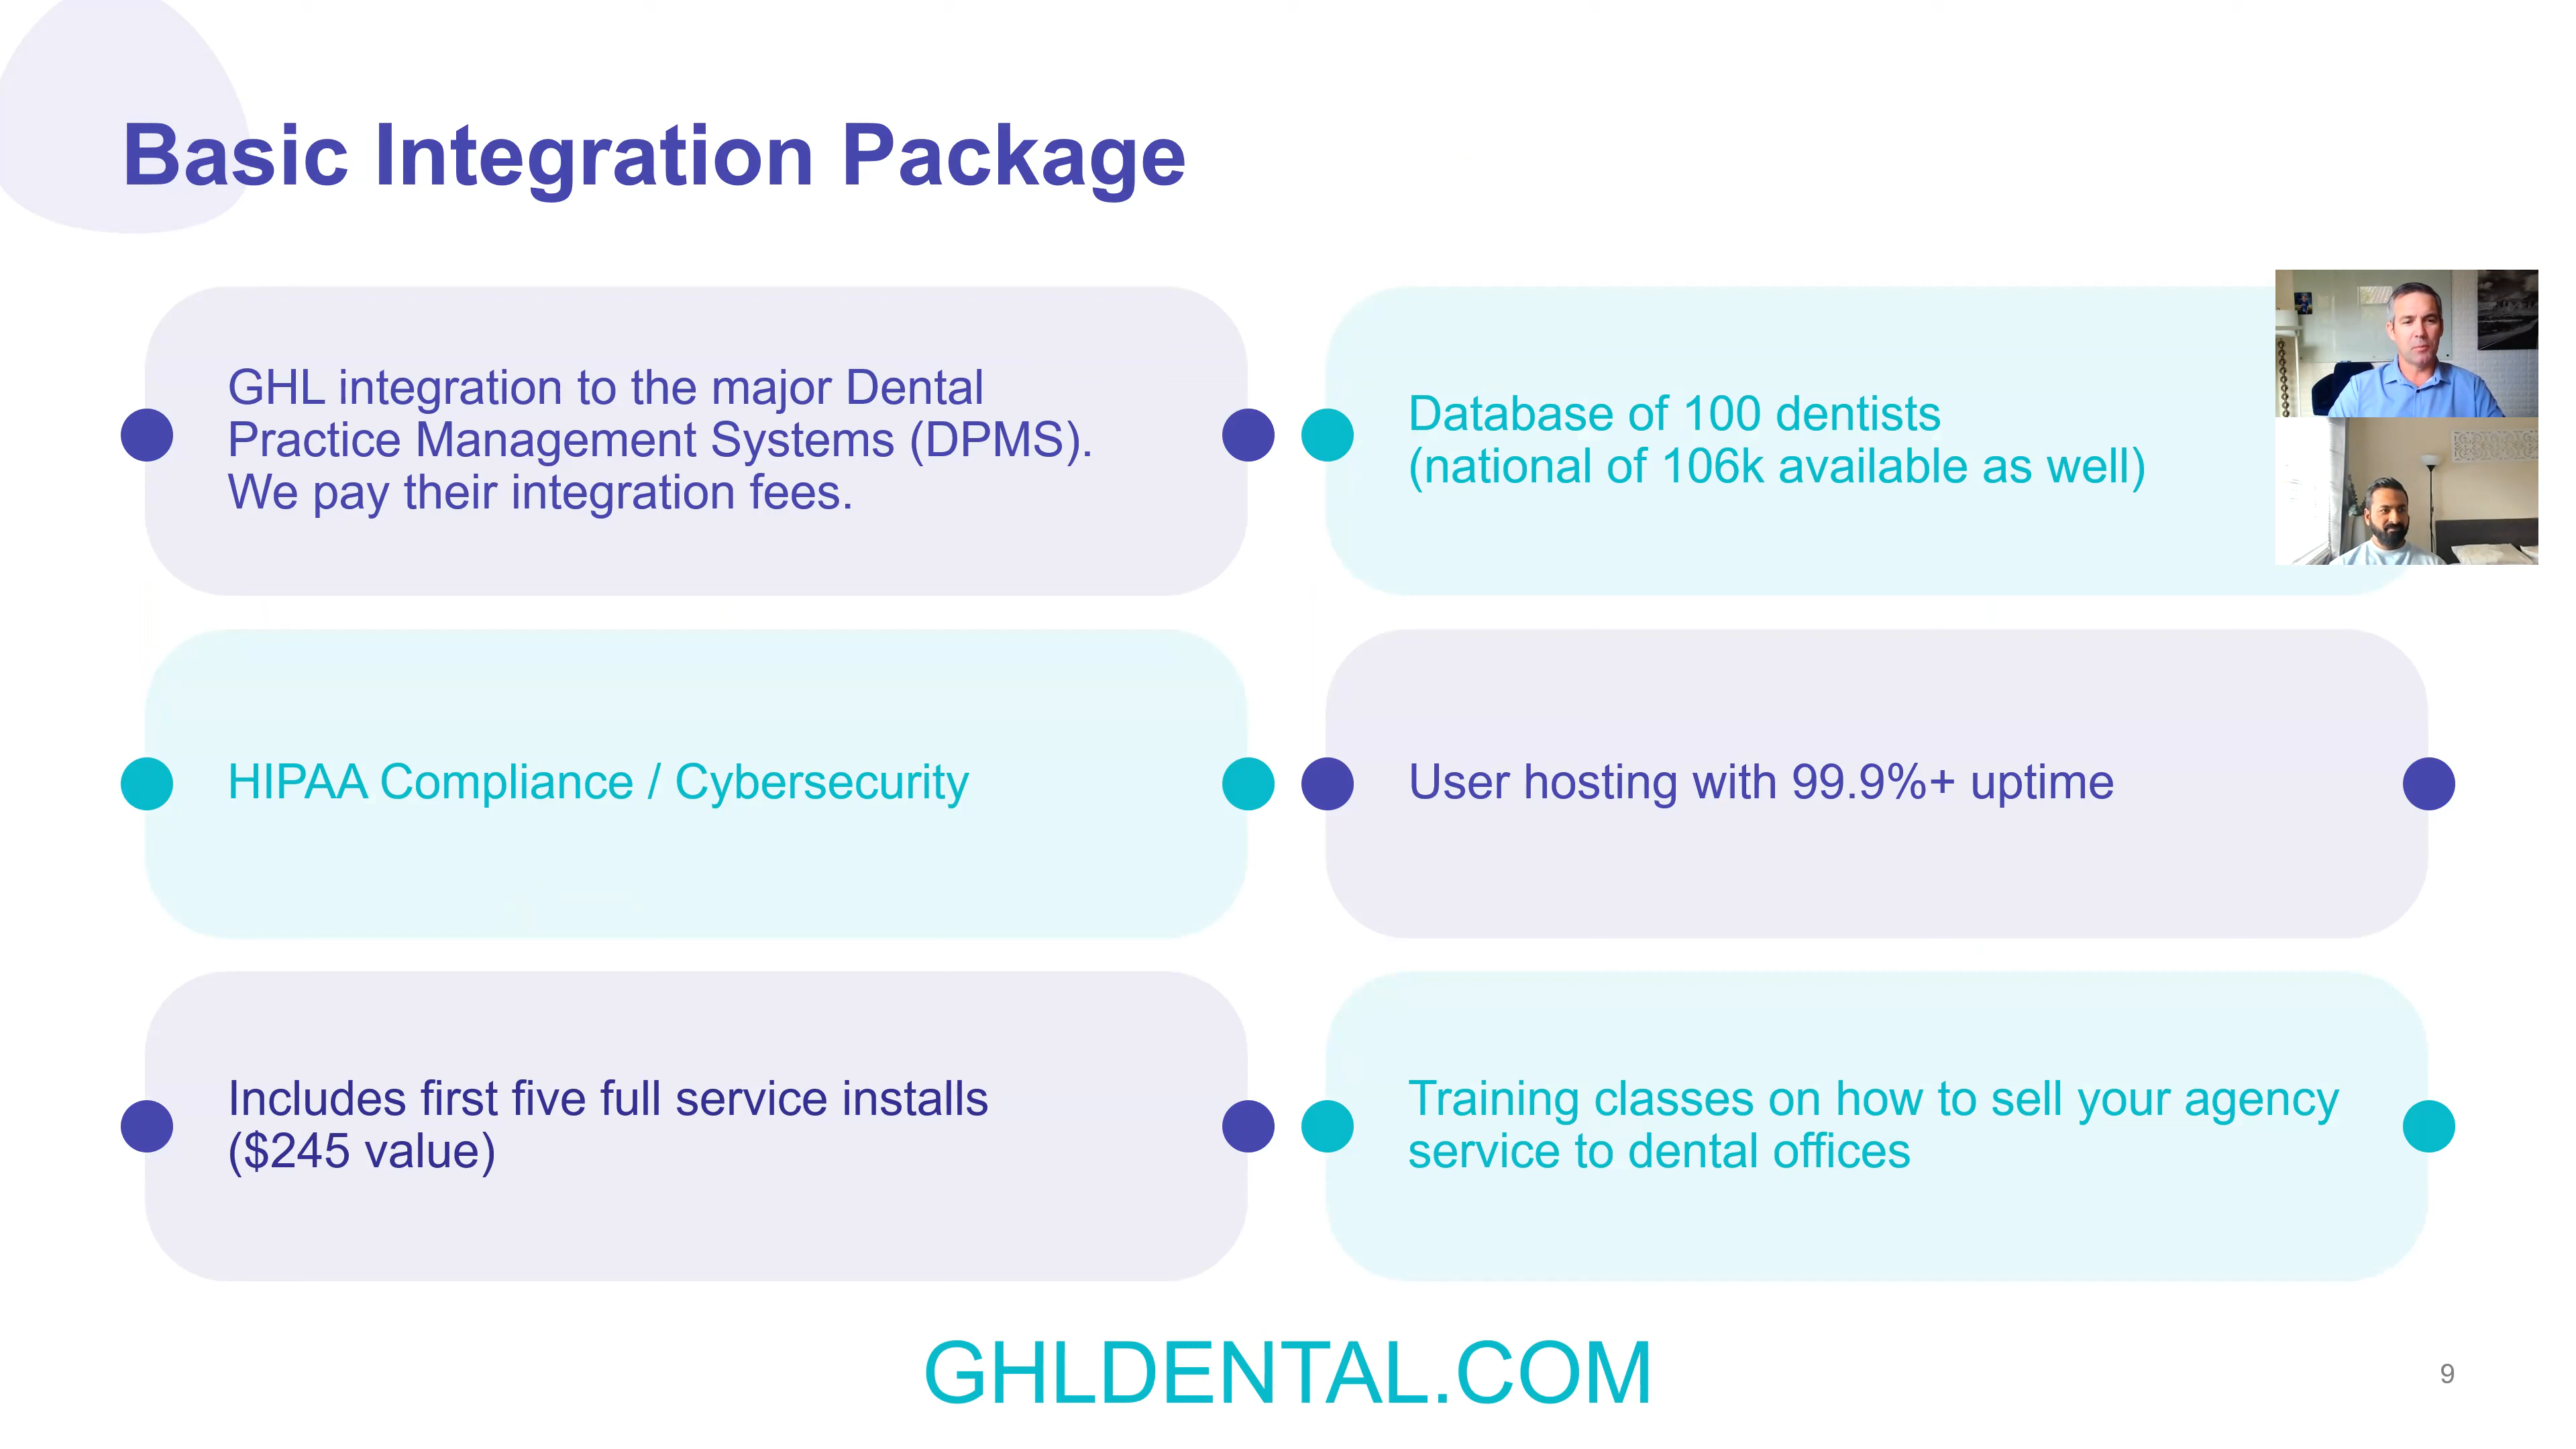 Basic Integration Package
GHL integration to the major Dental
Practice Management Systems (DPMS).
We pay their integration fees.
Database of 100 dentists
(national of 106k available as well)
HIPAA Compliance / Cybersecurity
User hosting with 99.9%+ uptime
Includes first five full service installs
($245 value)
Training classes on how to sell your agency
service to dental offices
GHLDENTAL.COM
9